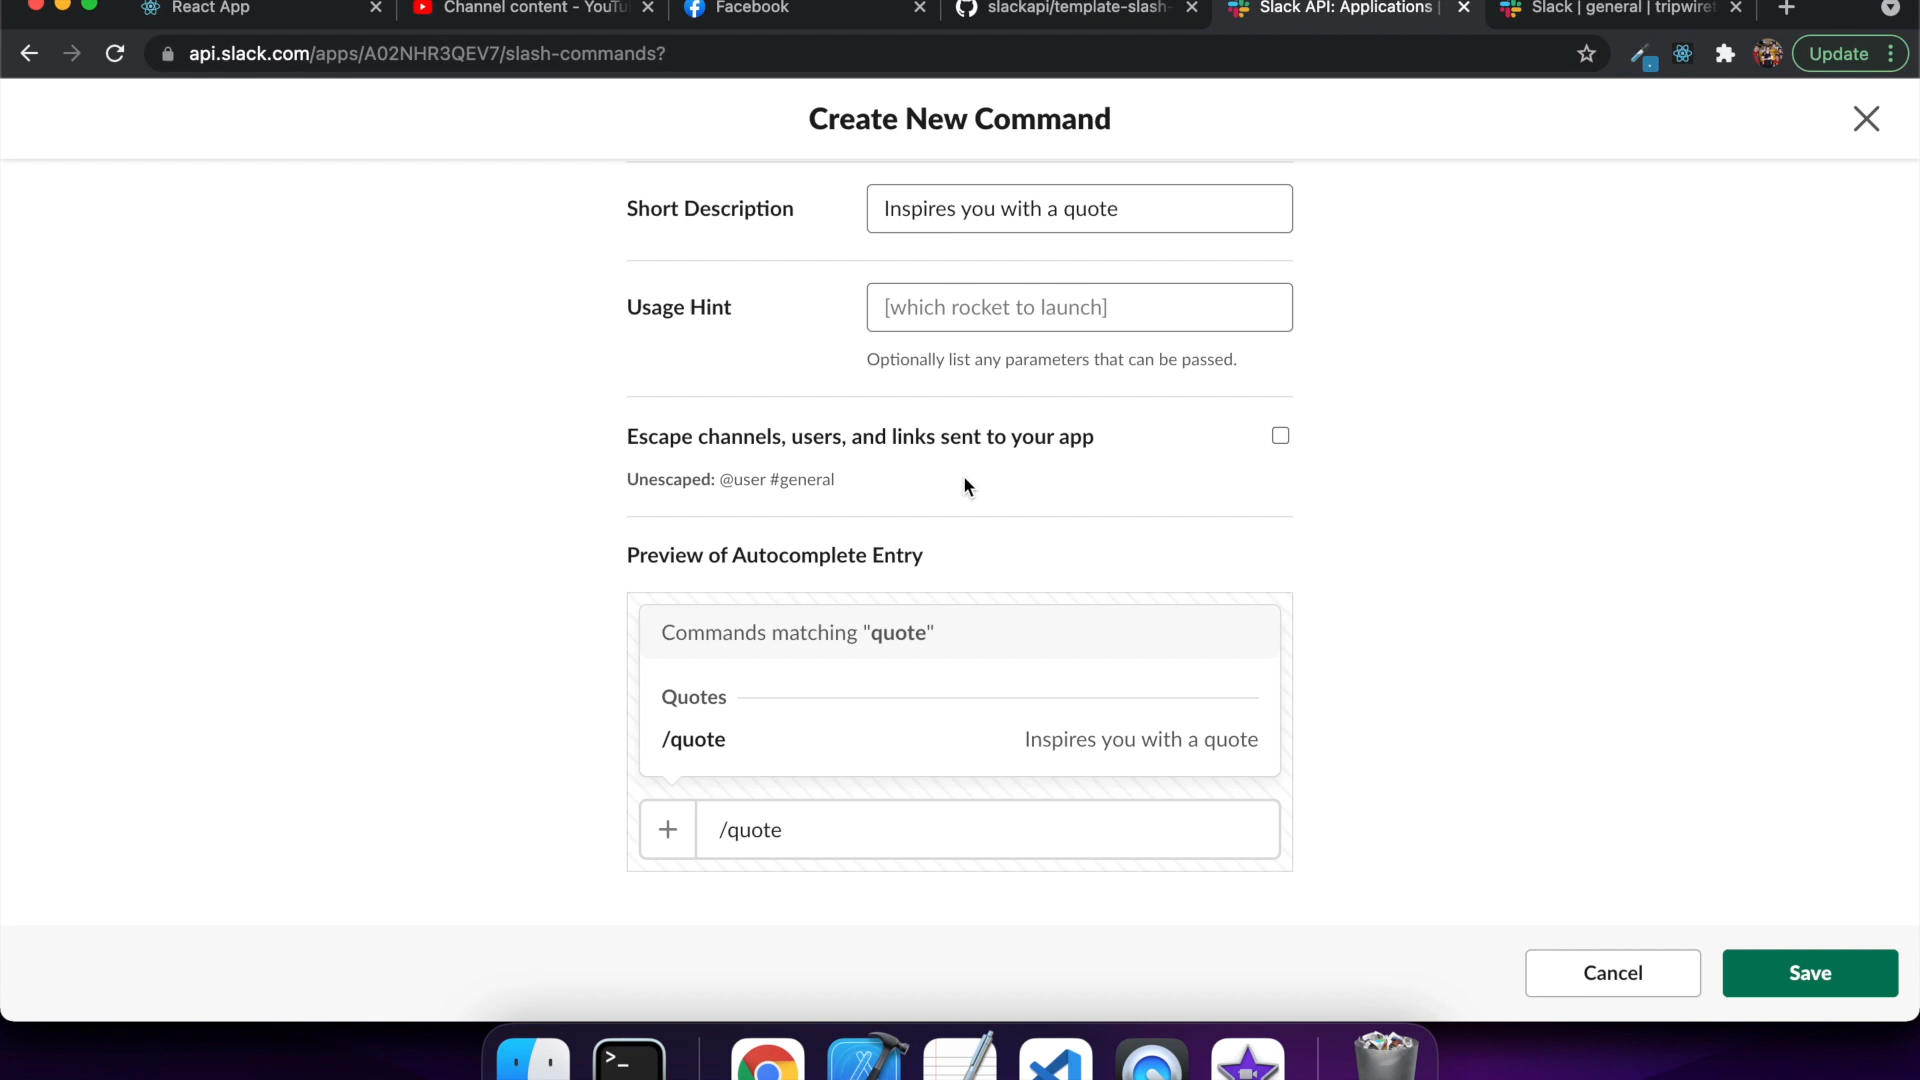 React App
Channel content - YouTu
Facebook
slackapi/template-slash-
Slack API: Applications |
Slack | general | tripwiret
api.slack.com/apps/A02NHR3QEV7/slash-commands?
Update
Create New Command
Short Description
Inspires you with a quote
Usage Hint
[which rocket to launch]
Optionally list any parameters that can be passed.
Escape channels, users, and links sent to your app
Unescaped: @user #general
Preview of Autocomplete Entry
Commands matching "quote"
Quotes
/quote
Inspires you with a quote
+
/quote
Cancel
Save
>_